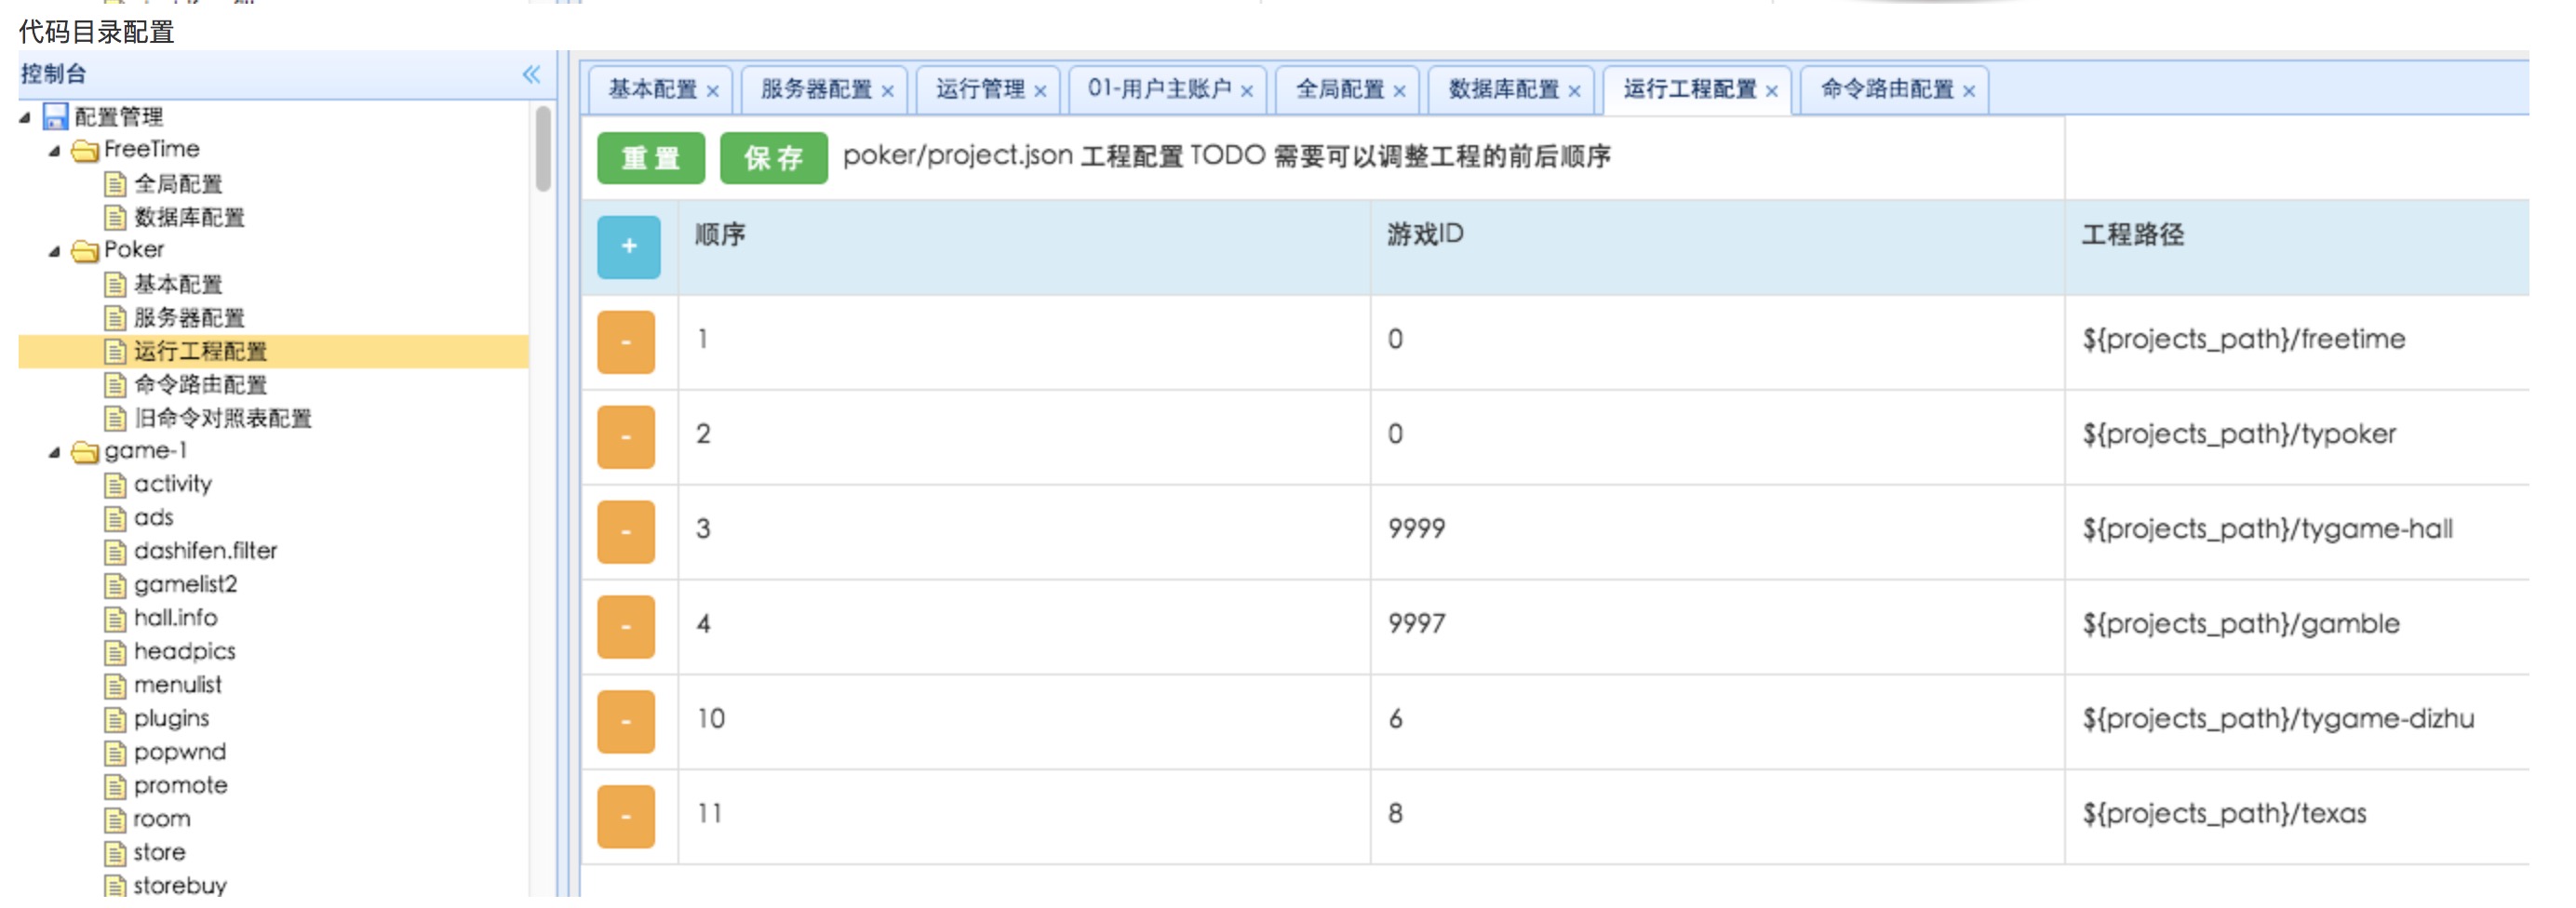 代码目录配置
控制台
配置管理
FreeTime
全局配置
数据库配置
Poker
基本配置
服务器配置
运行工程配置
命令路由配置
旧命令对照表配置
game-1
activity
ads
dashifen.filter
gamelist2
hall.info
headpics
menulist
plugins
popwnd
promote
room
store
storebuy
基本配置 × 服务器配置 × 运行管理 × 01-用户主账户 × 全局配置 × 数据库配置 × 运行工程配置 × 命令路由配置 ×
重置 保存 poker/project.json 工程配置 TODO 需要可以调整工程的前后顺序
+ 顺序 游戏ID 工程路径
- 1 0 ${projects_path}/freetime
- 2 0 ${projects_path}/typoker
- 3 9999 ${projects_path}/tygame-hall
- 4 9997 ${projects_path}/gamble
- 10 6 ${projects_path}/tygame-dizhu
- 11 8 ${projects_path}/texas